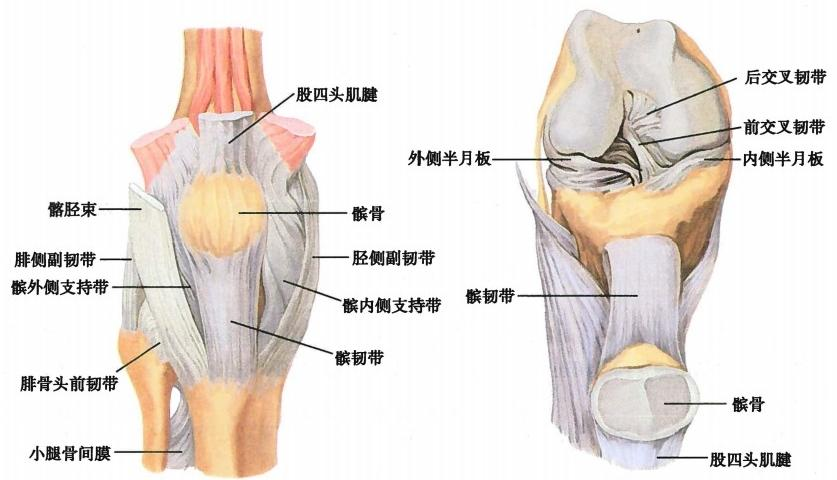 股四头肌腱
髂胫束
髌骨
腓侧副韧带
胫侧副韧带
髌外侧支持带
髌内侧支持带
髌韧带
腓骨头前韧带
小腿骨间膜
后交叉韧带
前交叉韧带
外侧半月板
内侧半月板
髌韧带
髌骨
股四头肌腱